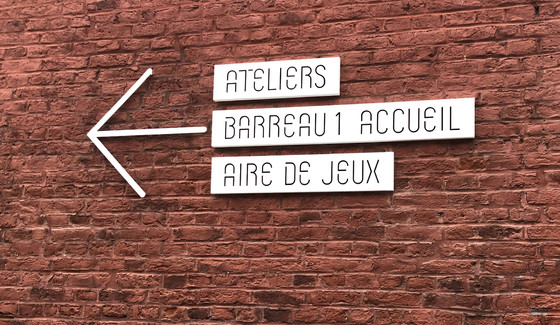 ATELIERS
BARREAU 1 ACCUEIL
AIRE DE JEUX